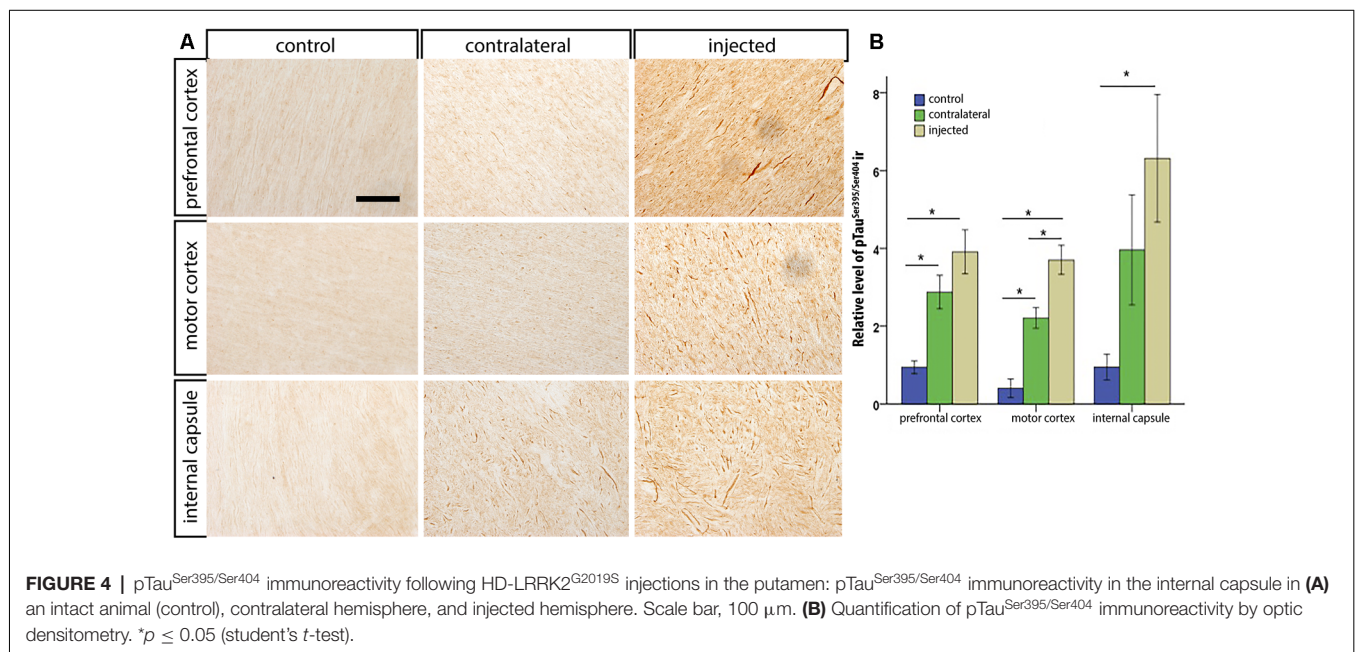 A
control
contralateral
injected
prefrontal cortex
motor cortex
internal capsule
B
*
control
contralateral
injected
Relative level of pTauSer395/Ser404 ir
8
6
4
2
0
*
*
*
*
*
prefrontal cortex
motor cortex
internal capsule
FIGURE 4 | pTauSer395/Ser404 immunoreactivity following HD-LRRK2G2019S injections in the putamen: pTauSer395/Ser404 immunoreactivity in the internal capsule in (A)
an intact animal (control), contralateral hemisphere, and injected hemisphere. Scale bar, 100 μm. (B) Quantification of pTauSer395/Ser404 immunoreactivity by optic
densitometry. *p ≤ 0.05 (student's t-test).